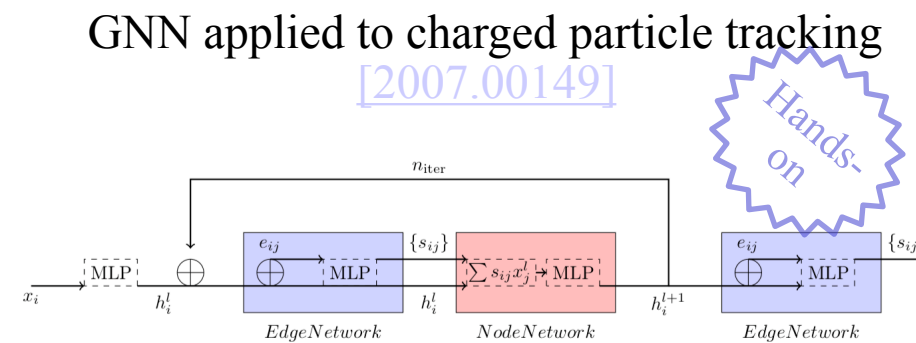 GNN applied to charged particle tracking
[2007.00149]
Hands-
on
n_iter
e_ij
{s_ij}
e_ij
{s_ij
MLP
MLP
∑ s_ij x_j^l
MLP
MLP
x_i
h_i^l
h_i^l
h_i^{l+1}
EdgeNetwork
NodeNetwork
EdgeNetwork